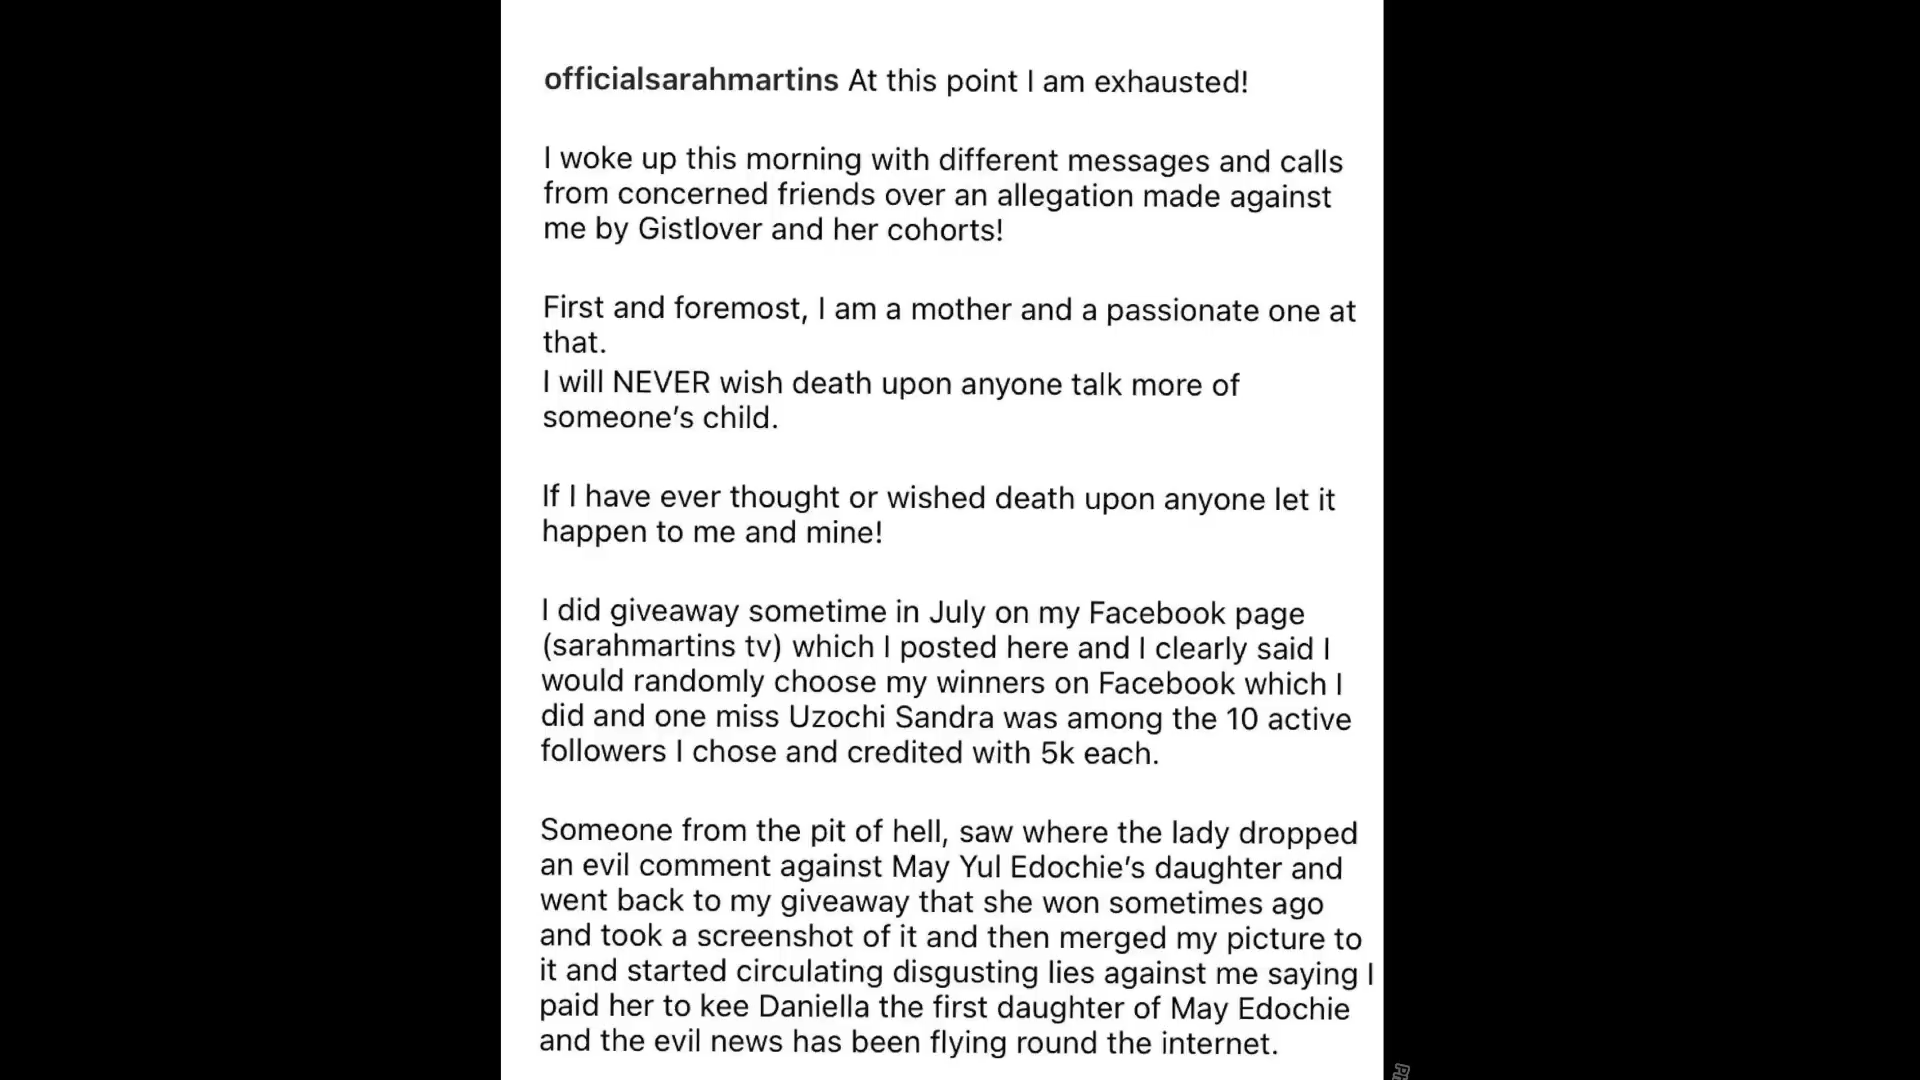 officialsarahmartins At this point I am exhausted!
I woke up this morning with different messages and calls
from concerned friends over an allegation made against
me by Gistlover and her cohorts!
First and foremost, I am a mother and a passionate one at
that.
I will NEVER wish death upon anyone talk more of
someone's child.
If I have ever thought or wished death upon anyone let it
happen to me and mine!
I did giveaway sometime in July on my Facebook page
(sarahmartins tv) which I posted here and I clearly said I
would randomly choose my winners on Facebook which I
did and one miss Uzochi Sandra was among the 10 active
followers I chose and credited with 5k each.
Someone from the pit of hell, saw where the lady dropped
an evil comment against May Yul Edochie's daughter and
went back to my giveaway that she won sometimes ago
and took a screenshot of it and then merged my picture to
it and started circulating disgusting lies against me saying I
paid her to kee Daniella the first daughter of May Edochie
and the evil news has been flying round the internet.